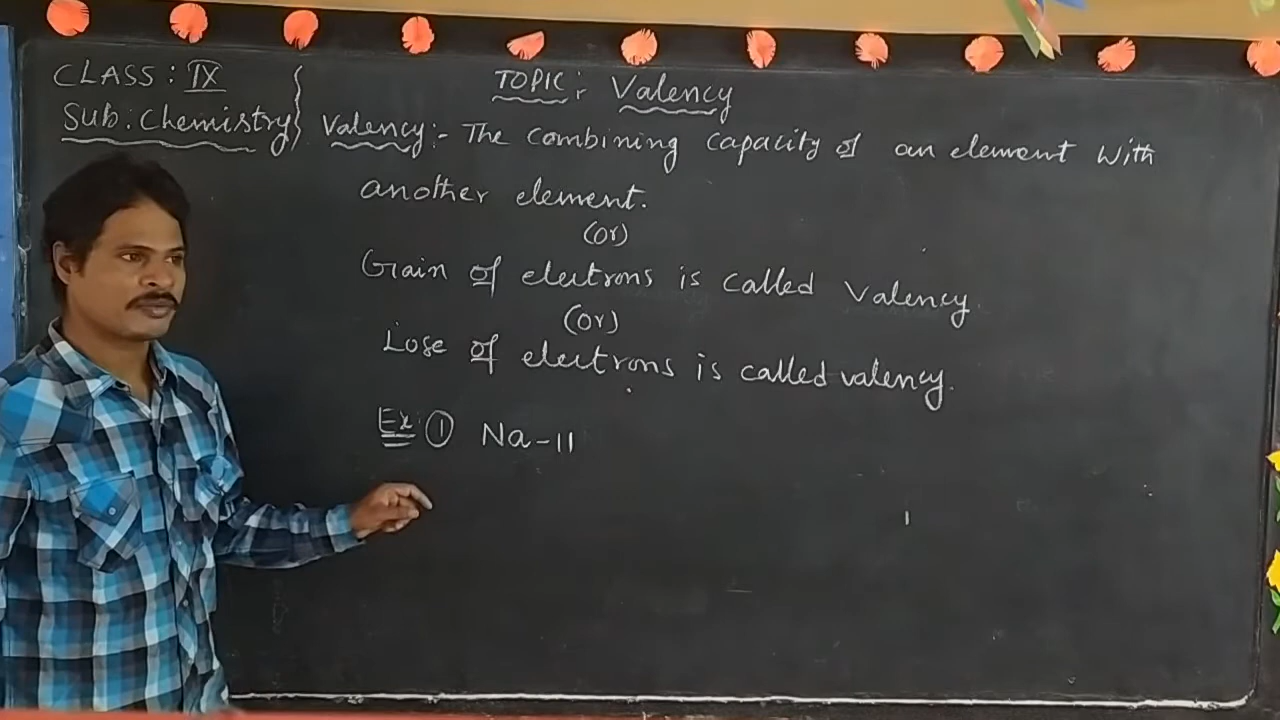 CLASS: IX
Sub: Chemistry
TOPIC: Valency
Valency:- The combining capacity of an element with
another element.
(or)
Gain of electrons is called Valency.
(or)
Lose of electrons is called valency.
Ex: ① Na-11